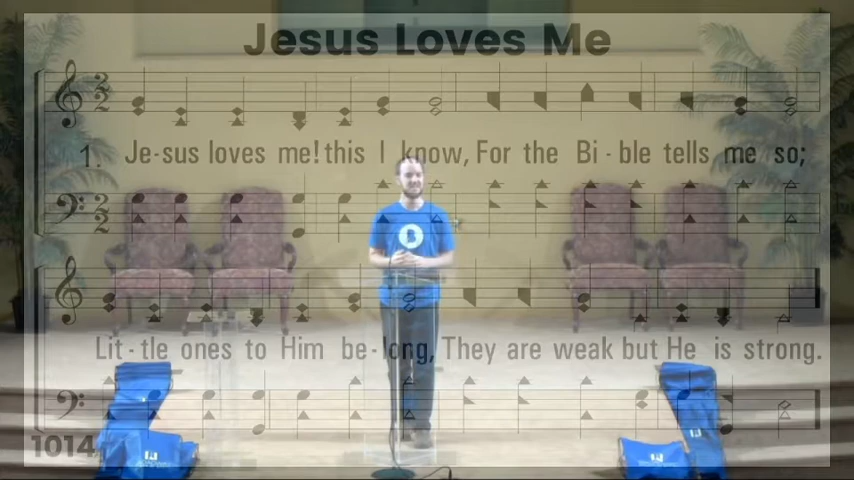 Jesus Loves Me
1. Je-sus loves me! this I know, For the Bi-ble tells me so;
Lit-tle ones to Him be-long, They are weak but He is strong.
1014